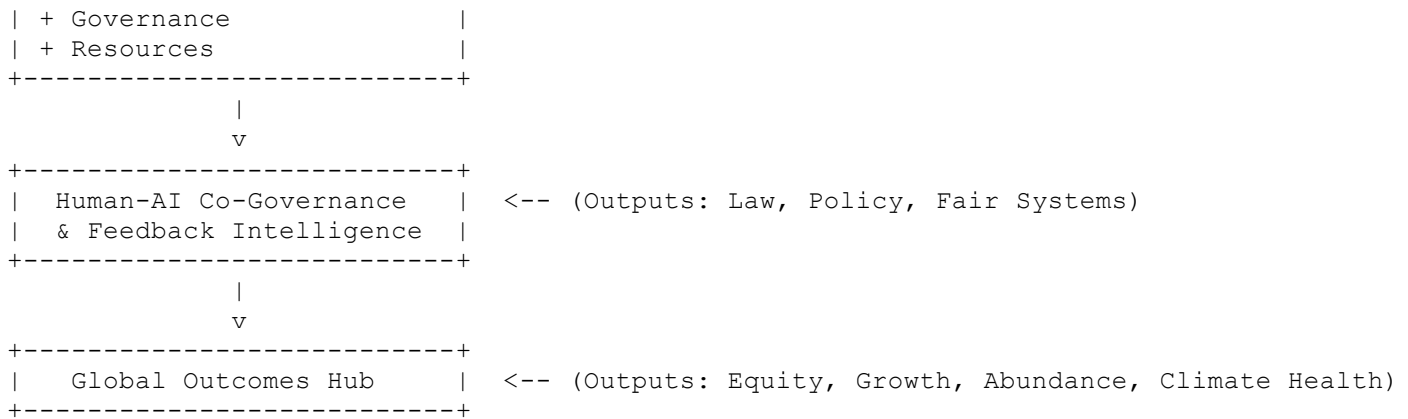 | + Governance               |
| + Resources                |
+---------------------------+
              |
              v
+---------------------------+
|   Human-AI Co-Governance   |  <-- (Outputs: Law, Policy, Fair Systems)
|   & Feedback Intelligence  |
+---------------------------+
              |
              v
+---------------------------+
|    Global Outcomes Hub     |  <-- (Outputs: Equity, Growth, Abundance, Climate Health)
+---------------------------+